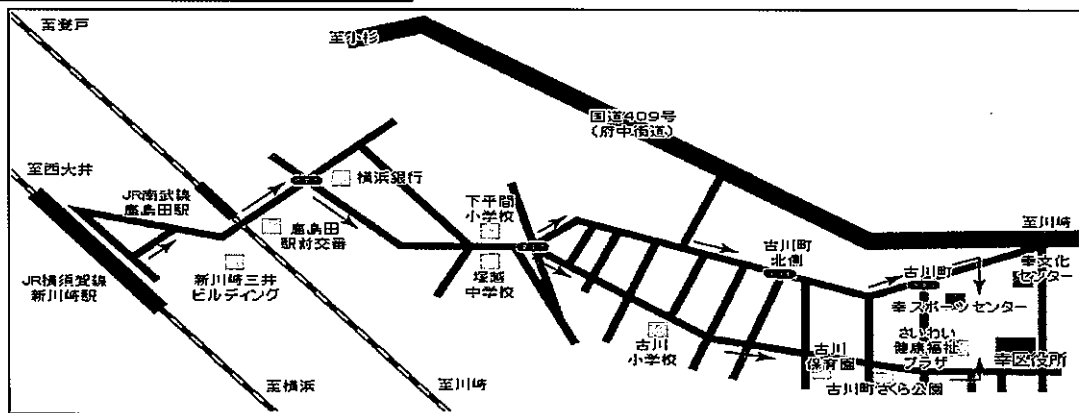 至登戸
至小杉
国道409号
(府中街道)
至西大井
JR南武線
鹿島田駅
横浜銀行
鹿島田
駅前交番
下平間
小学校
至川崎
古川町
北側
古川町
幸文化
センター
JR横須賀線
新川崎駅
新川崎三井
ビルディング
塚越
中学校
幸スポーツセンター
さいわい
健康福祉
プラザ
古川
小学校
古川
保育園
幸区役所
古川町さくら公園
至横浜
至川崎